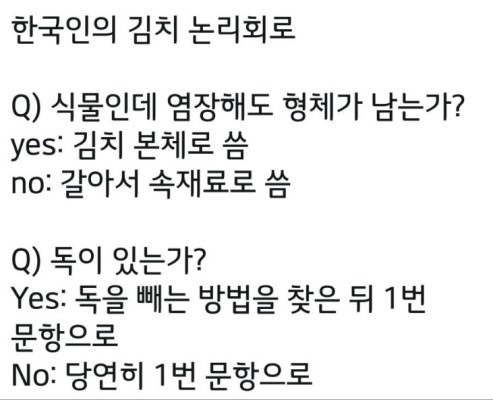 한국인의 김치 논리회로
Q) 식물인데 염장해도 형체가 남는가?
yes: 김치 본체로 씀
no: 갈아서 속재료로 씀
Q) 독이 있는가?
Yes: 독을 빼는 방법을 찾은 뒤 1번
문항으로
No: 당연히 1번 문항으로